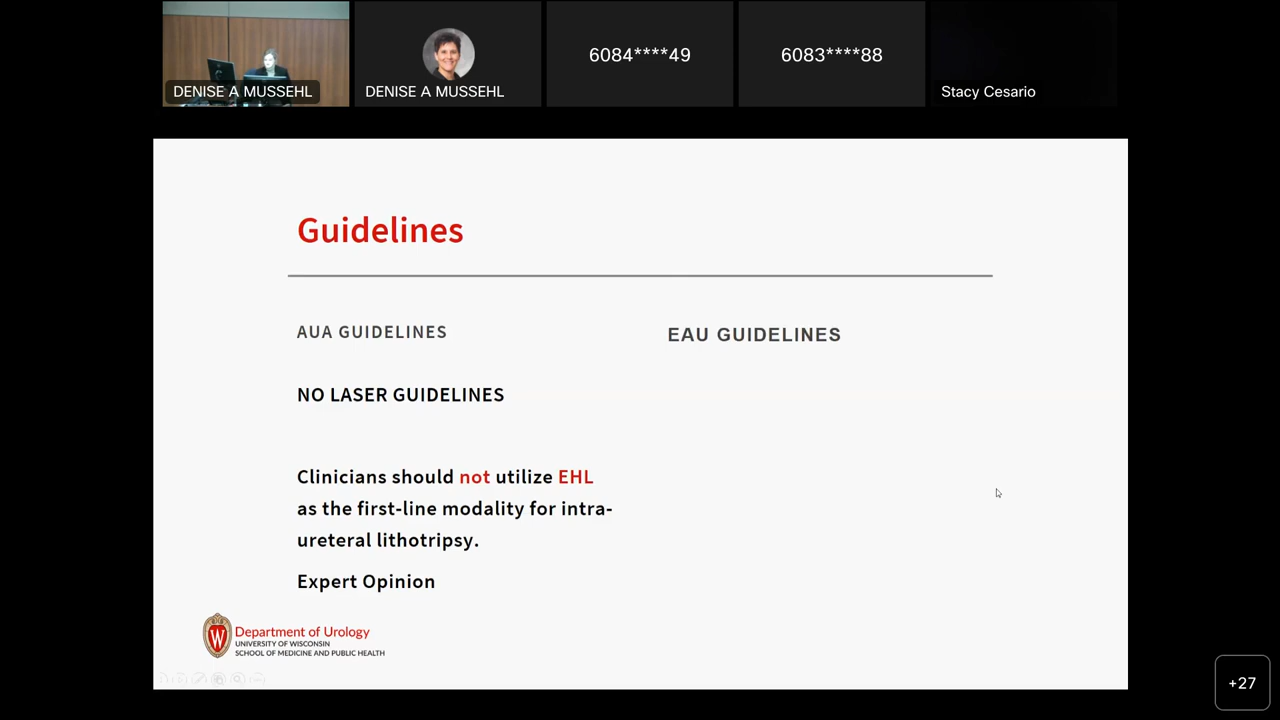 DENISE A MUSSEHL
DENISE A MUSSEHL
6084****49
6083****88
Stacy Cesario
Guidelines
AUA GUIDELINES
EAU GUIDELINES
NO LASER GUIDELINES
Clinicians should not utilize EHL
as the first-line modality for intra-
ureteral lithotripsy.
Expert Opinion
W
Department of Urology
UNIVERSITY OF WISCONSIN
SCHOOL OF MEDICINE AND PUBLIC HEALTH
+27